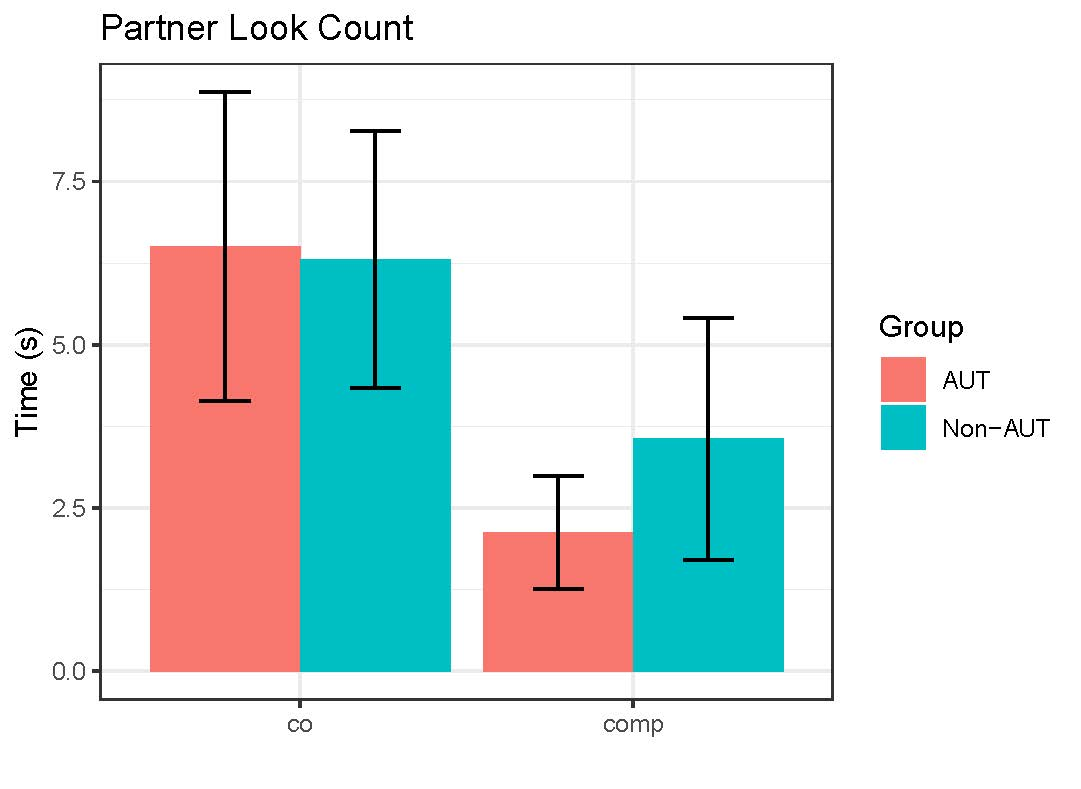 Partner Look Count
Time (s)
7.5
5.0
2.5
0.0
co
comp
Group
AUT
Non-AUT